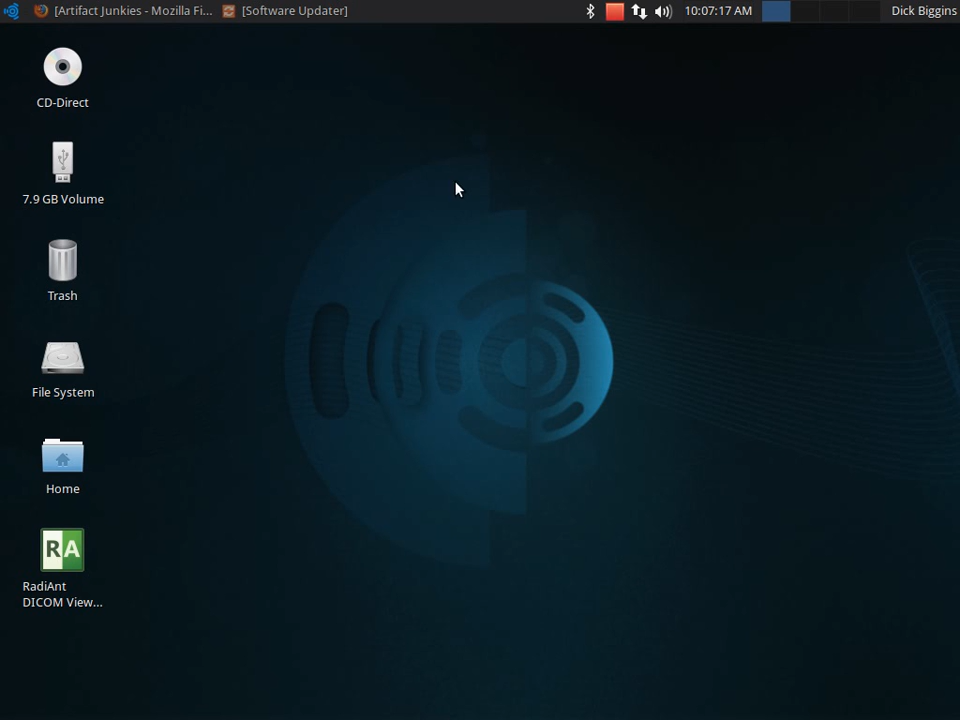 [Artifact Junkies - Mozilla Fi... [Software Updater] 10:07:17 AM Dick Biggins
CD-Direct
7.9 GB Volume
Trash
File System
Home
RA
RadiAnt
DICOM View...